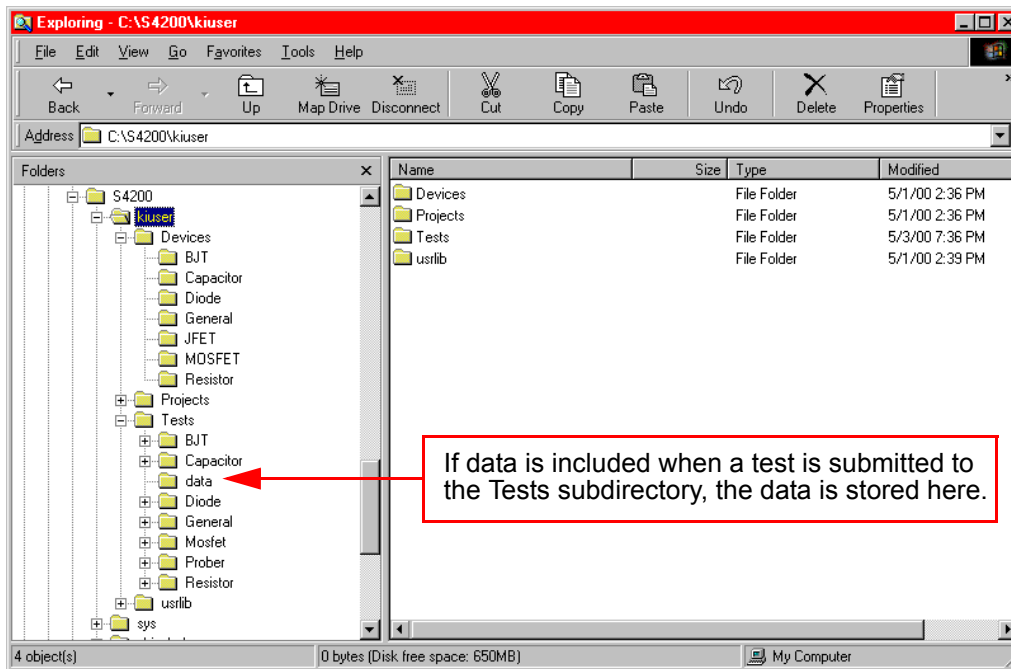 Exploring - C:\S4200\kiuser
File Edit View Go Favorites Tools Help
Back Forward Up Map Drive Disconnect Cut Copy Paste Undo Delete Properties
Address C:\S4200\kiuser
Folders
S4200
kiuser
Devices
BJT
Capacitor
Diode
General
JFET
MOSFET
Resistor
Projects
Tests
BJT
Capacitor
data
Diode
General
Mosfet
Prober
Resistor
usrlib
sys
Name Size Type Modified
Devices File Folder 5/1/00 2:36 PM
Projects File Folder 5/1/00 2:36 PM
Tests File Folder 5/3/00 7:36 PM
usrlib File Folder 5/1/00 2:39 PM
If data is included when a test is submitted to
the Tests subdirectory, the data is stored here.
4 object(s) 0 bytes (Disk free space: 650MB) My Computer